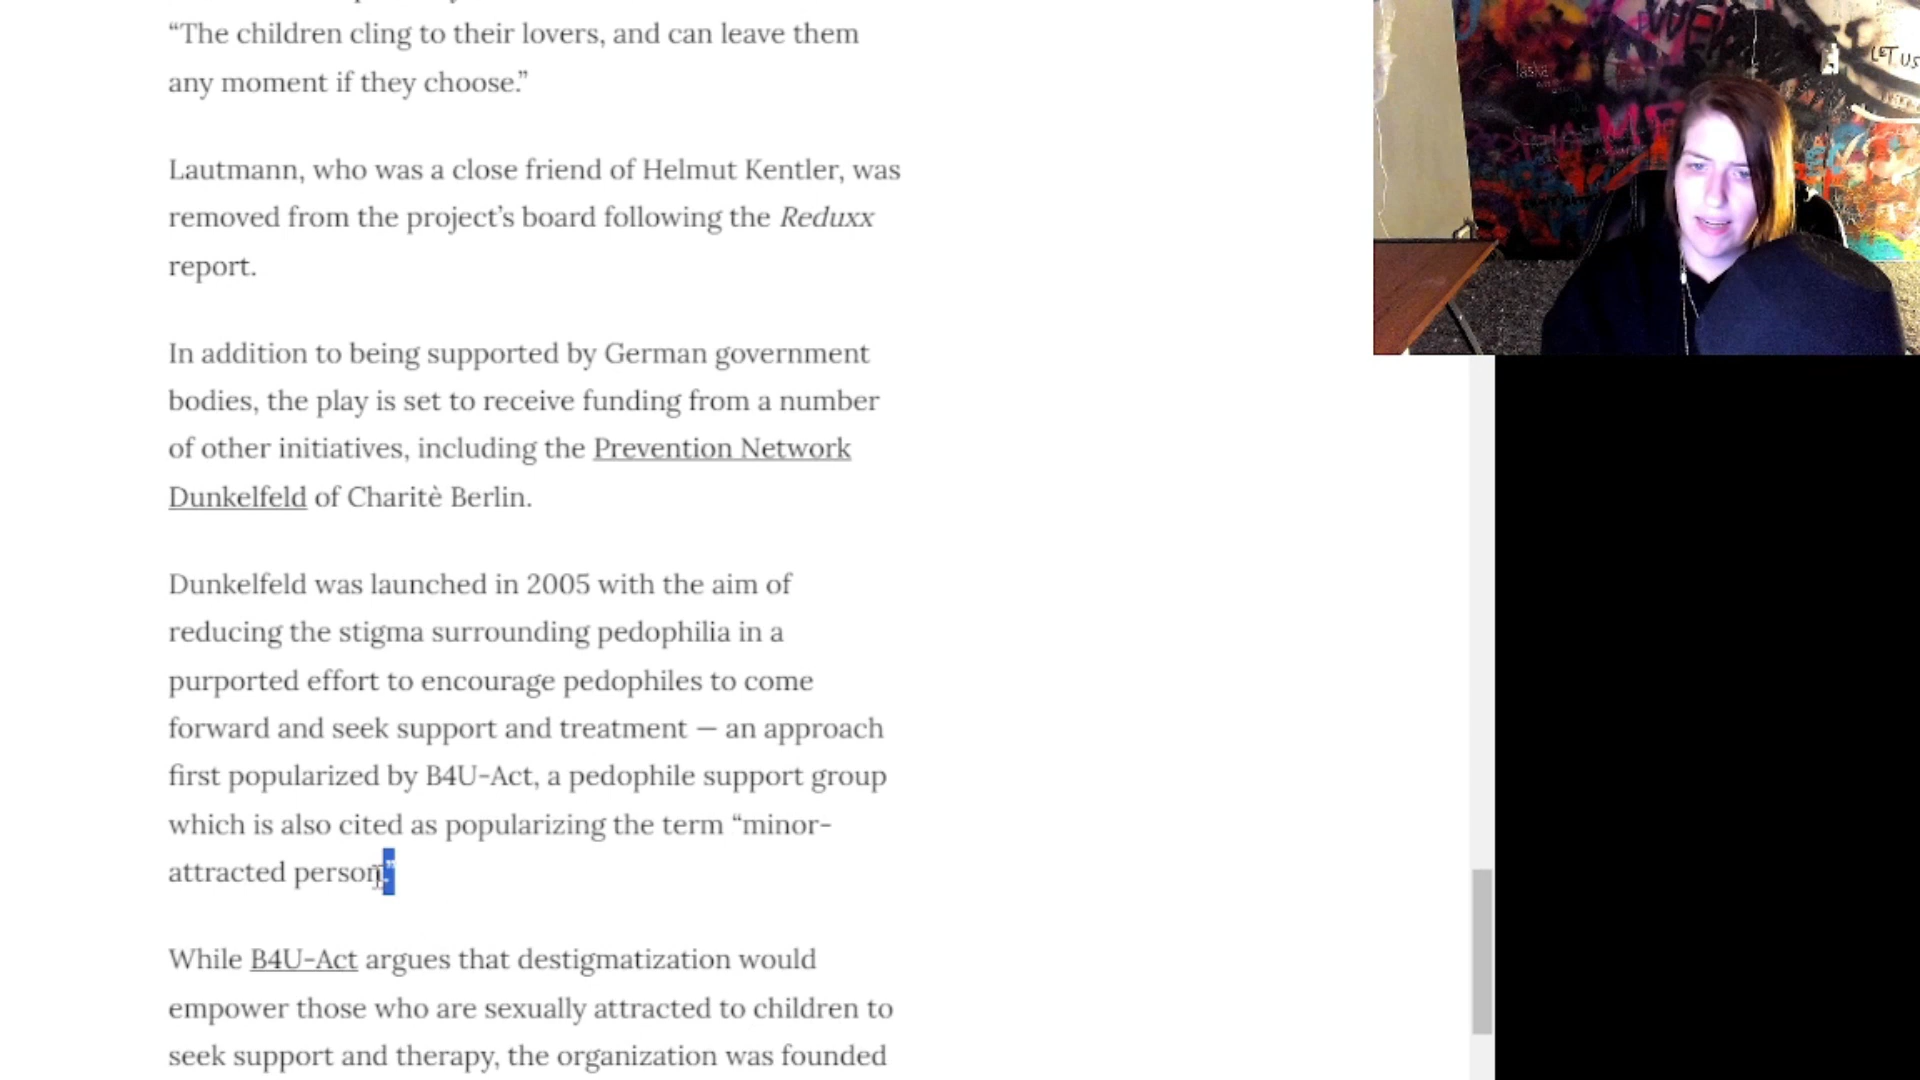 “The children cling to their lovers, and can leave them
any moment if they choose.”
Lautmann, who was a close friend of Helmut Kentler, was
removed from the project’s board following the Reduxx
report.
In addition to being supported by German government
bodies, the play is set to receive funding from a number
of other initiatives, including the Prevention Network
Dunkelfeld of Charitè Berlin.
Dunkelfeld was launched in 2005 with the aim of
reducing the stigma surrounding pedophilia in a
purported effort to encourage pedophiles to come
forward and seek support and treatment — an approach
first popularized by B4U-Act, a pedophile support group
which is also cited as popularizing the term “minor-
attracted person.”
While B4U-Act argues that destigmatization would
empower those who are sexually attracted to children to
seek support and therapy, the organization was founded
LET US
laska